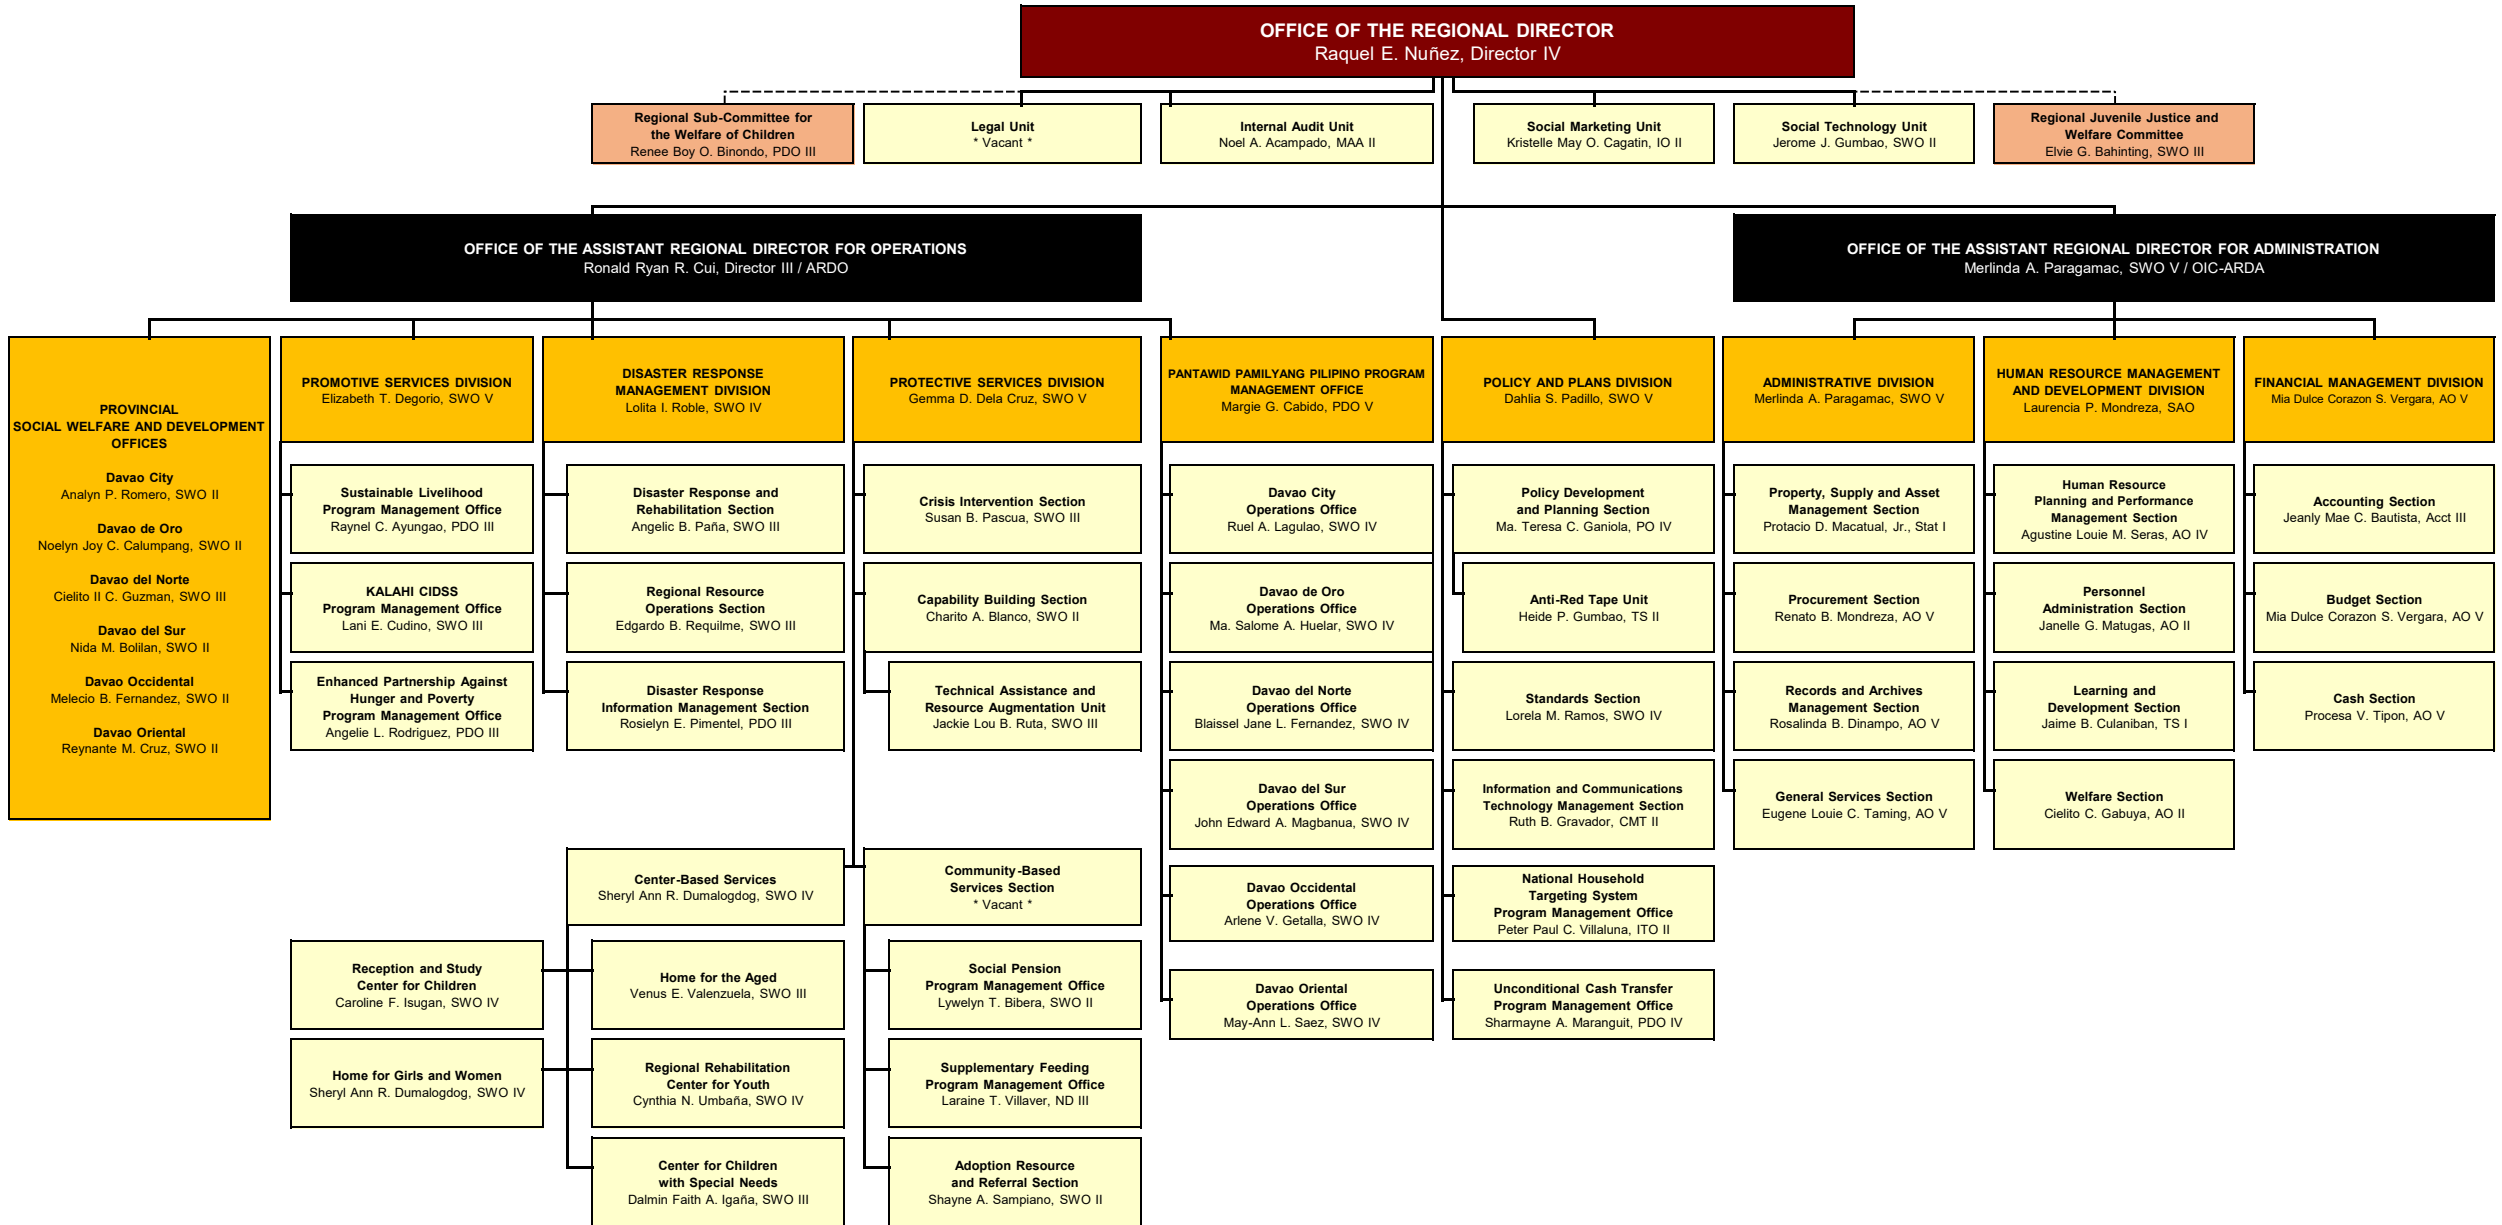 OFFICE OF THE REGIONAL DIRECTOR
Raquel E. Nuñez, Director IV
Regional Sub-Committee for
the Welfare of Children
Renee Boy O. Binondo, PDO III
Legal Unit
* Vacant *
Internal Audit Unit
Noel A. Acampado, MAA II
Social Marketing Unit
Kristelle May O. Cagatin, IO II
Social Technology Unit
Jerome J. Gumbao, SWO II
Regional Juvenile Justice and
Welfare Committee
Elvie G. Bahinting, SWO III
OFFICE OF THE ASSISTANT REGIONAL DIRECTOR FOR OPERATIONS
Ronald Ryan R. Cui, Director III / ARDO
OFFICE OF THE ASSISTANT REGIONAL DIRECTOR FOR ADMINISTRATION
Merlinda A. Paragamac, SWO V / OIC-ARDA
PROVINCIAL
SOCIAL WELFARE AND DEVELOPMENT
OFFICES
Davao City
Analyn P. Romero, SWO II
Davao de Oro
Noelyn Joy C. Calumpang, SWO II
Davao del Norte
Cielito II C. Guzman, SWO III
Davao del Sur
Nida M. Bolilan, SWO II
Davao Occidental
Melecio B. Fernandez, SWO II
Davao Oriental
Reynante M. Cruz, SWO II
PROMOTIVE SERVICES DIVISION
Elizabeth T. Degorio, SWO V
Sustainable Livelihood
Program Management Office
Raynel C. Ayungao, PDO III
KALAHI CIDSS
Program Management Office
Lani E. Cudino, SWO III
Enhanced Partnership Against
Hunger and Poverty
Program Management Office
Angelie L. Rodriguez, PDO III
DISASTER RESPONSE
MANAGEMENT DIVISION
Lolita I. Roble, SWO IV
Disaster Response and
Rehabilitation Section
Angelic B. Paña, SWO III
Regional Resource
Operations Section
Edgardo B. Requilme, SWO III
Disaster Response
Information Management Section
Rosielyn E. Pimentel, PDO III
PROTECTIVE SERVICES DIVISION
Gemma D. Dela Cruz, SWO V
Crisis Intervention Section
Susan B. Pascua, SWO III
Capability Building Section
Charito A. Blanco, SWO II
Technical Assistance and
Resource Augmentation Unit
Jackie Lou B. Ruta, SWO III
Center-Based Services
Sheryl Ann R. Dumalogdog, SWO IV
Reception and Study
Center for Children
Caroline F. Isugan, SWO IV
Home for the Aged
Venus E. Valenzuela, SWO III
Home for Girls and Women
Sheryl Ann R. Dumalogdog, SWO IV
Regional Rehabilitation
Center for Youth
Cynthia N. Umbaña, SWO IV
Center for Children
with Special Needs
Dalmin Faith A. Igaña, SWO III
Community-Based
Services Section
* Vacant *
Social Pension
Program Management Office
Lywelyn T. Bibera, SWO II
Supplementary Feeding
Program Management Office
Laraine T. Villaver, ND III
Adoption Resource
and Referral Section
Shayne A. Sampiano, SWO II
PANTAWID PAMILYANG PILIPINO PROGRAM
MANAGEMENT OFFICE
Margie G. Cabido, PDO V
Davao City
Operations Office
Ruel A. Lagulao, SWO IV
Davao de Oro
Operations Office
Ma. Salome A. Huelar, SWO IV
Davao del Norte
Operations Office
Blaissel Jane L. Fernandez, SWO IV
Davao del Sur
Operations Office
John Edward A. Magbanua, SWO IV
Davao Occidental
Operations Office
Arlene V. Getalla, SWO IV
Davao Oriental
Operations Office
May-Ann L. Saez, SWO IV
POLICY AND PLANS DIVISION
Dahlia S. Padillo, SWO V
Policy Development
and Planning Section
Ma. Teresa C. Ganiola, PO IV
Anti-Red Tape Unit
Heide P. Gumbao, TS II
Standards Section
Lorela M. Ramos, SWO IV
Information and Communications
Technology Management Section
Ruth B. Gravador, CMT II
National Household
Targeting System
Program Management Office
Peter Paul C. Villaluna, ITO II
Unconditional Cash Transfer
Program Management Office
Sharmayne A. Maranguit, PDO IV
ADMINISTRATIVE DIVISION
Merlinda A. Paragamac, SWO V
Property, Supply and Asset
Management Section
Protacio D. Macatual, Jr., Stat I
Procurement Section
Renato B. Mondreza, AO V
Records and Archives
Management Section
Rosalinda B. Dinampo, AO V
General Services Section
Eugene Louie C. Taming, AO V
HUMAN RESOURCE MANAGEMENT
AND DEVELOPMENT DIVISION
Laurencia P. Mondreza, SAO
Human Resource
Planning and Performance
Management Section
Agustine Louie M. Seras, AO IV
Personnel
Administration Section
Janelle G. Matugas, AO II
Learning and
Development Section
Jaime B. Culaniban, TS I
Welfare Section
Cielito C. Gabuya, AO II
FINANCIAL MANAGEMENT DIVISION
Mia Dulce Corazon S. Vergara, AO V
Accounting Section
Jeanly Mae C. Bautista, Acct III
Budget Section
Mia Dulce Corazon S. Vergara, AO V
Cash Section
Procesa V. Tipon, AO V